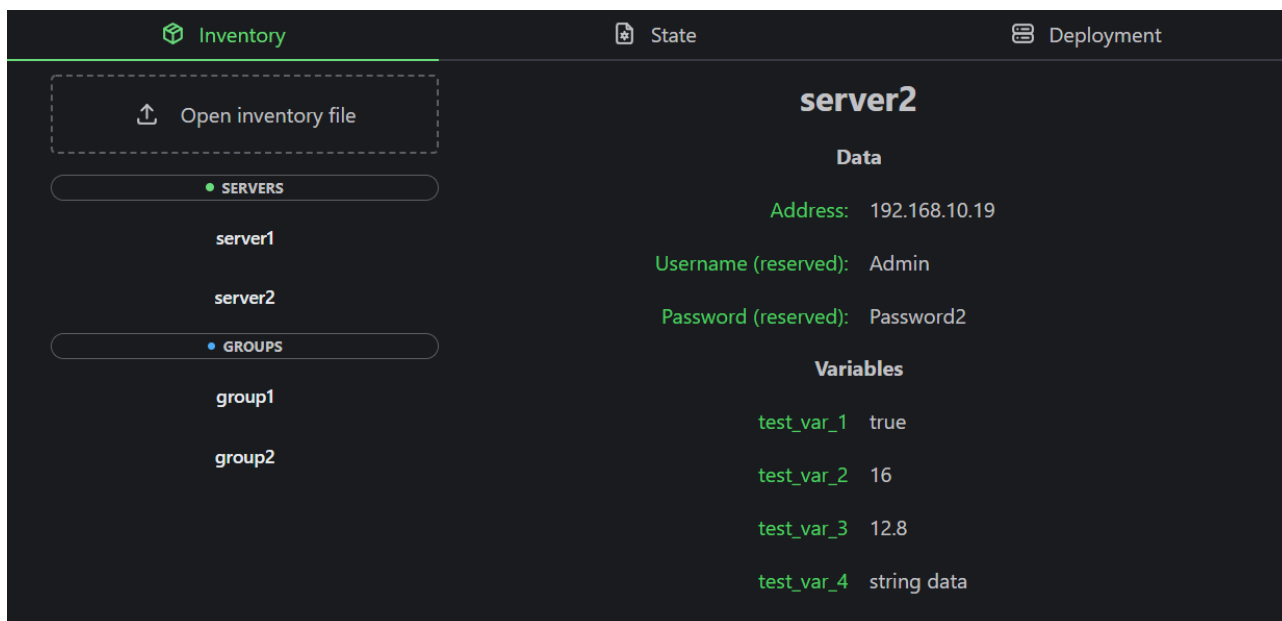 Inventory
State
Deployment
Open inventory file
SERVERS
server1
server2
GROUPS
group1
group2
server2
Data
Address: 192.168.10.19
Username (reserved): Admin
Password (reserved): Password2
Variables
test_var_1 true
test_var_2 16
test_var_3 12.8
test_var_4 string data